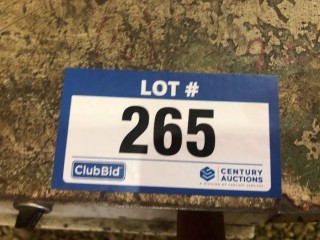 LOT #
265
ClubBid
CENTURY
AUCTIONS